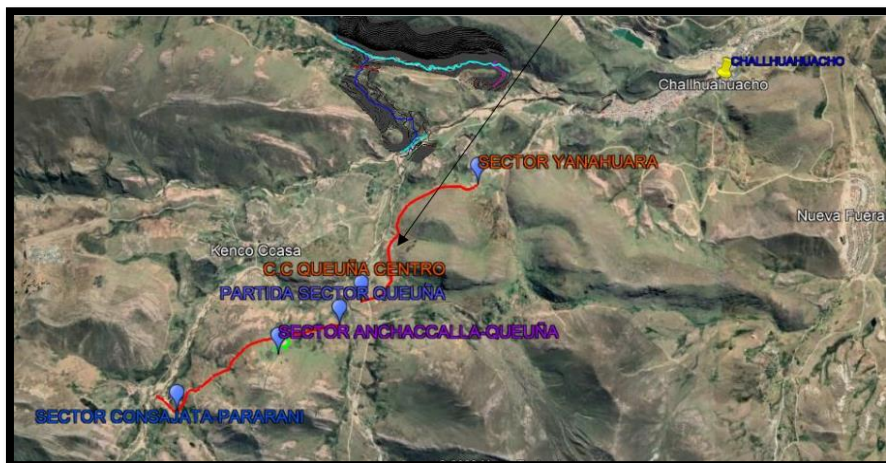 CHALLHUAHUACHO
Challhuahuacho
SECTOR YANAHUARA
Nueva Fuera
Kenco Ccasa
C.C QUEUÑA CENTRO
PARTIDA SECTOR QUEUÑA
SECTOR ANCHACCALLA-QUEUÑA
SECTOR CONSAJATA-PARARANI